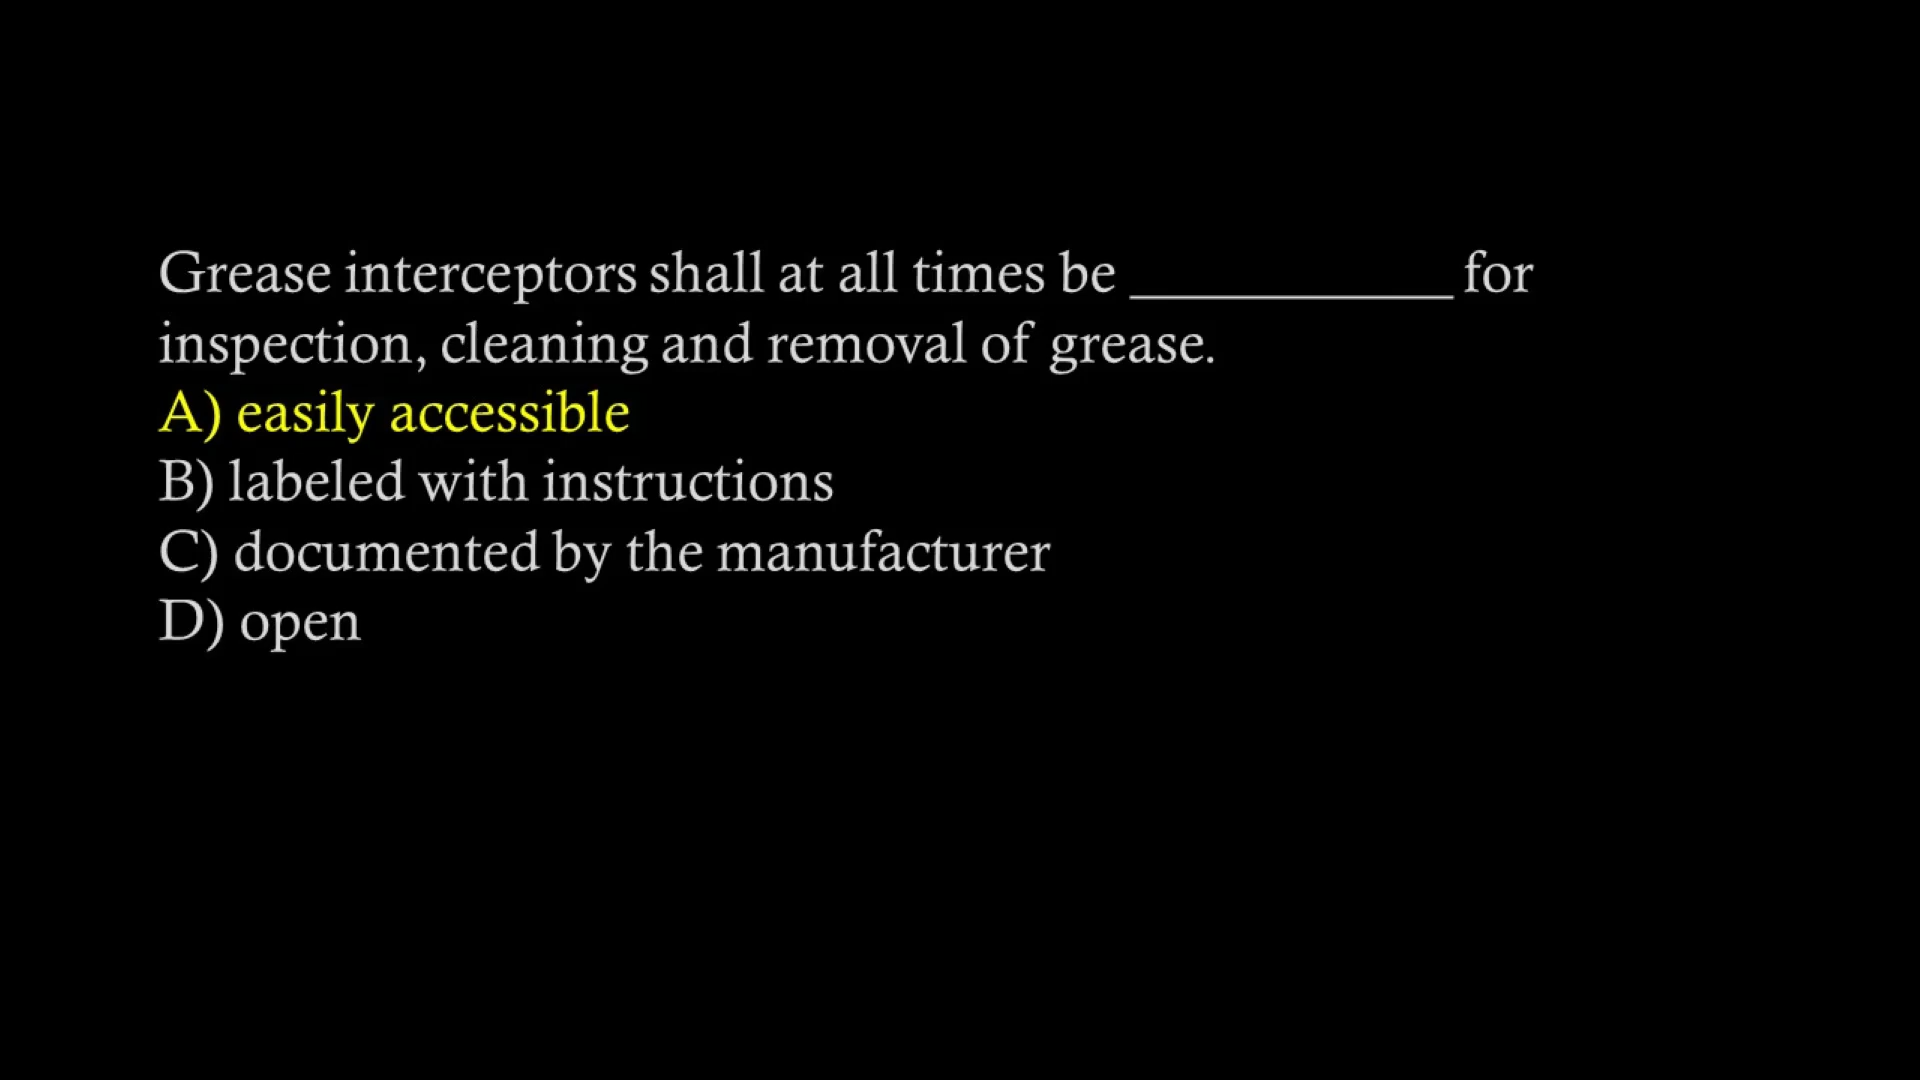 Grease interceptors shall at all times be ____________ for
inspection, cleaning and removal of grease.
A) easily accessible
B) labeled with instructions
C) documented by the manufacturer
D) open